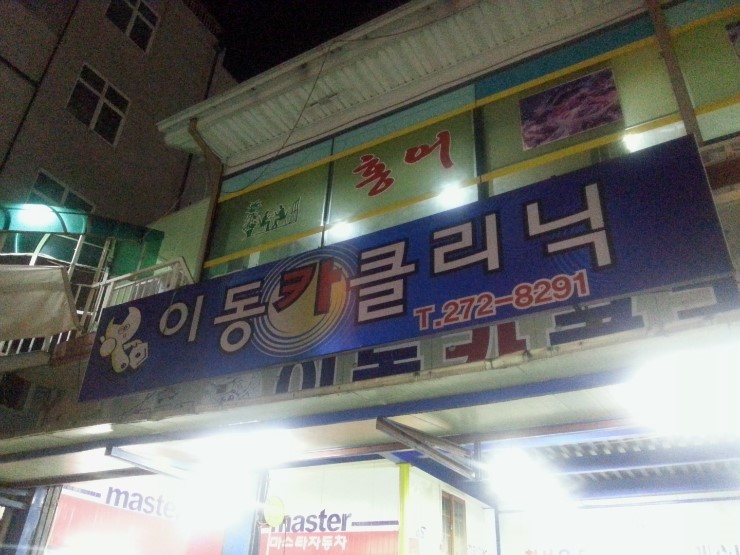 홍어
이동카클리닉
T.272-8291
master
master
마스타자동차